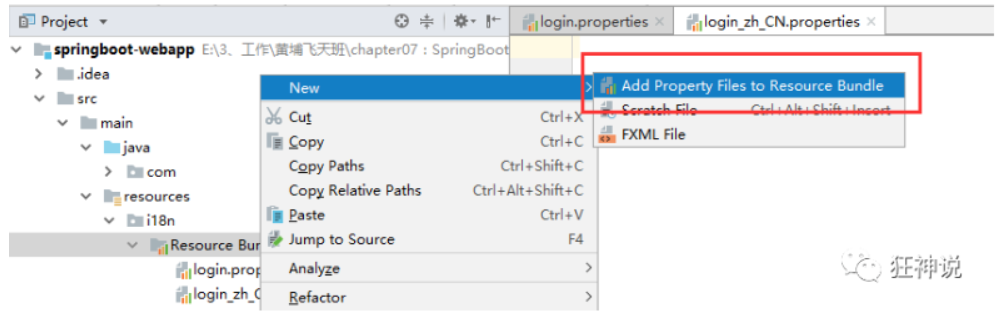 Project
login.properties
login_zh_CN.properties
springboot-webapp E:\3、工作\黄埔飞天班\chapter07：SpringBoot
.idea
src
main
java
com
resources
i18n
Resource Bun
login.prop
login_zh_C
New
Cut Ctrl+X
Copy Ctrl+C
Copy Paths Ctrl+Shift+C
Copy Relative Paths Ctrl+Alt+Shift+C
Paste Ctrl+V
Jump to Source F4
Analyze
Refactor
Add Property Files to Resource Bundle
Scratch File Ctrl+Alt+Shift+Insert
FXML File
狂神说